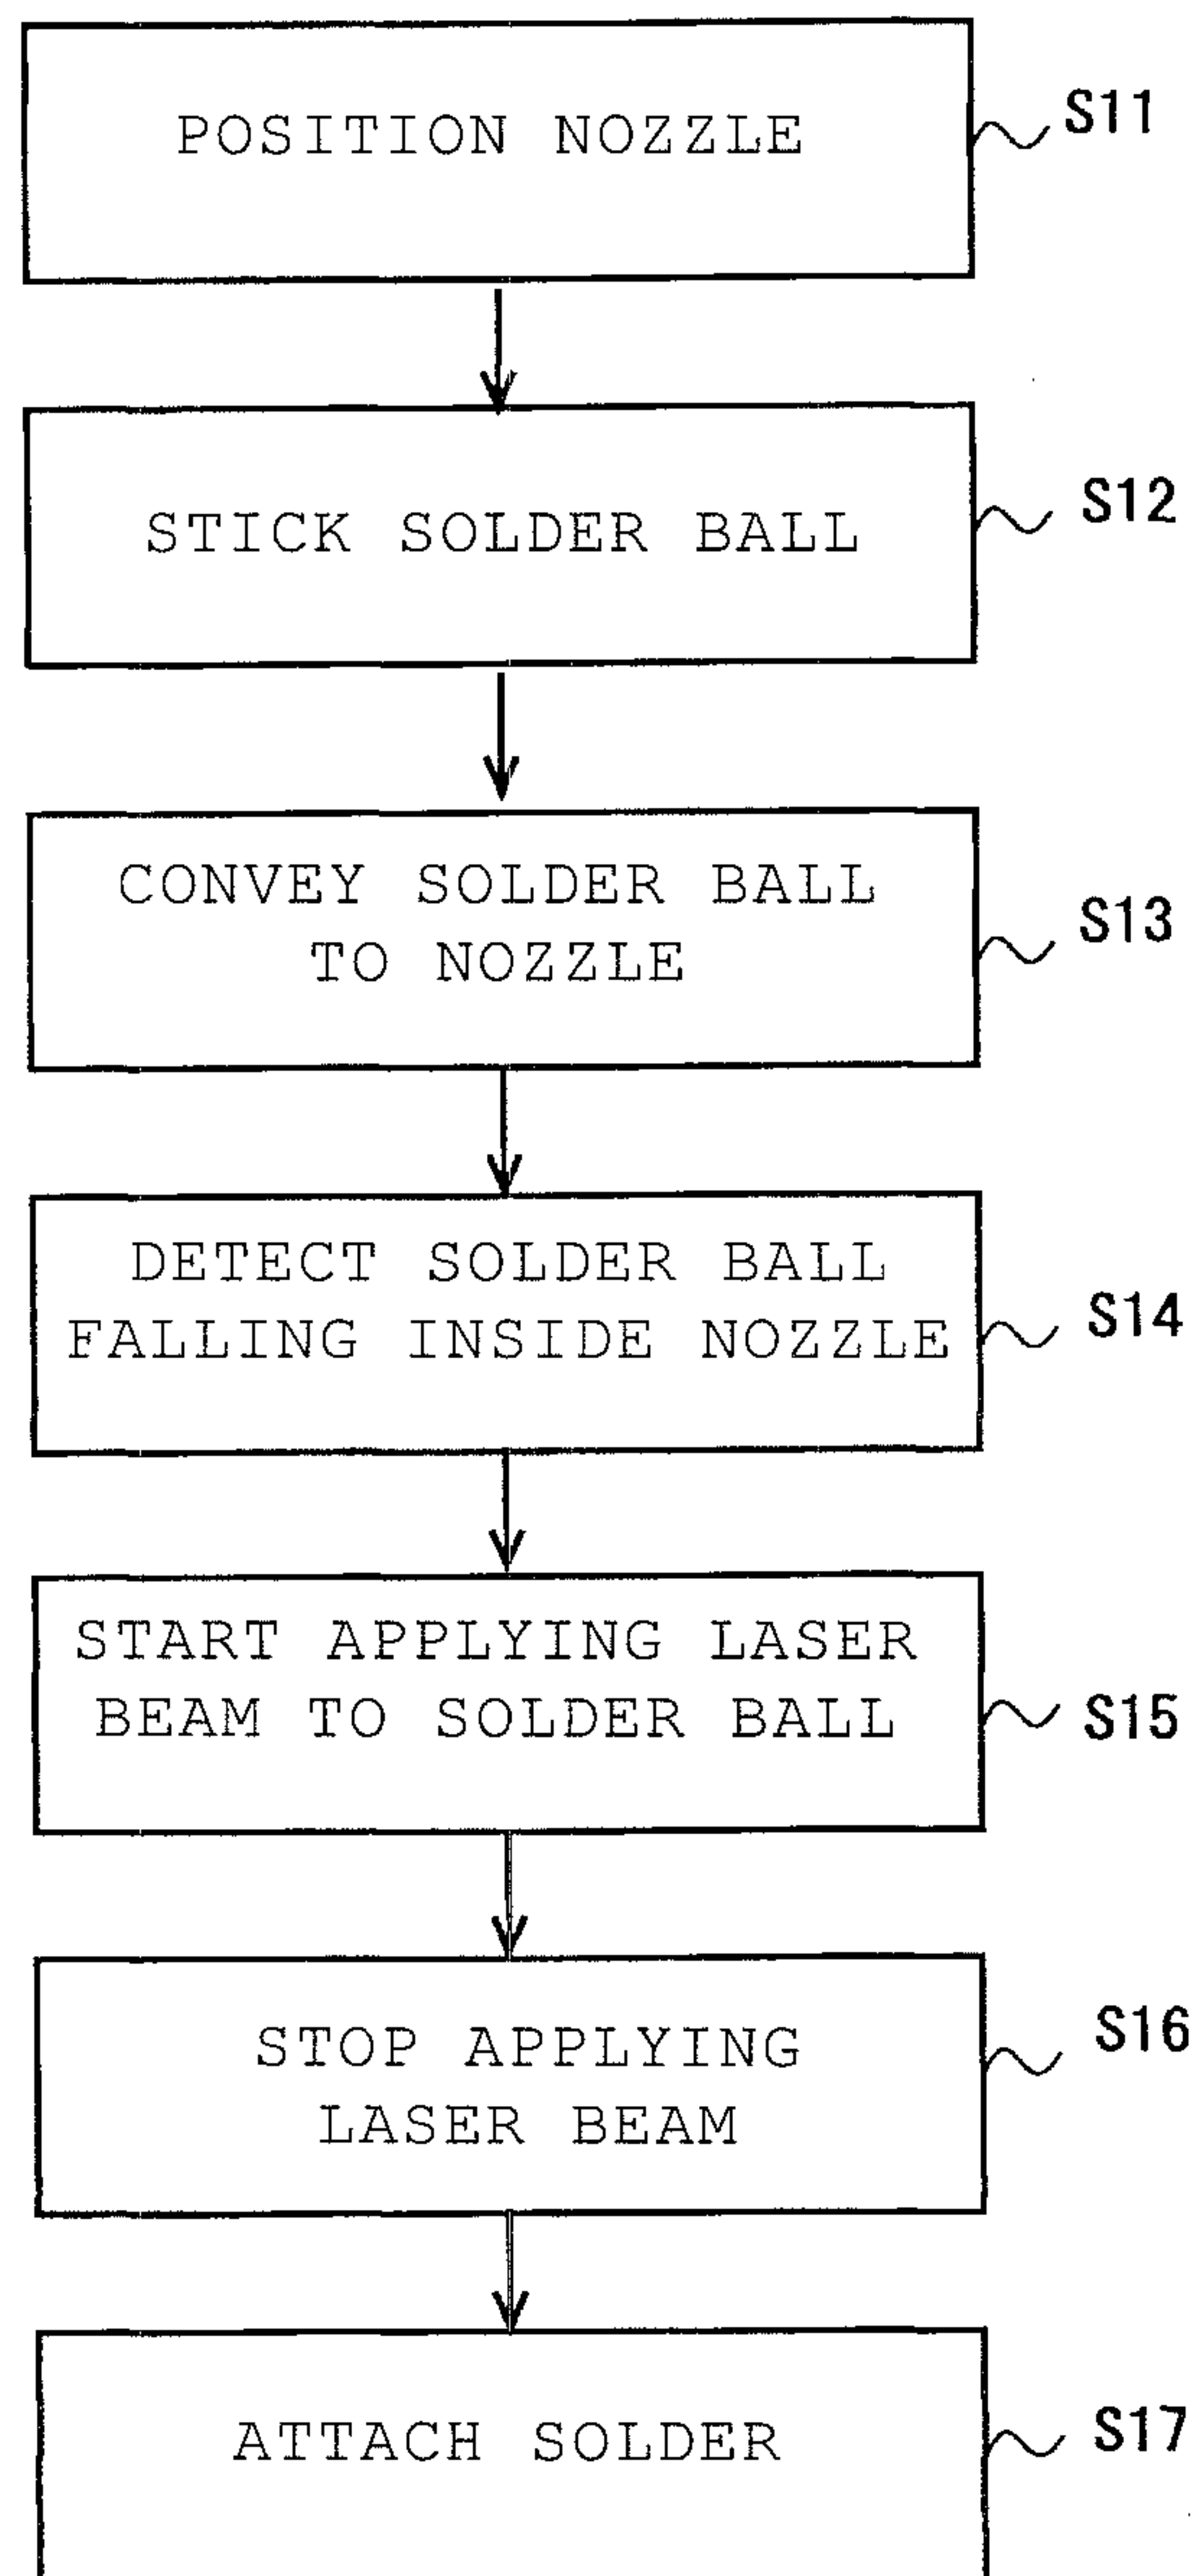 POSITION NOZZLE
S11
STICK SOLDER BALL
S12
CONVEY SOLDER BALL
TO NOZZLE
S13
DETECT SOLDER BALL
FALLING INSIDE NOZZLE
S14
START APPLYING LASER
BEAM TO SOLDER BALL
S15
STOP APPLYING
LASER BEAM
S16
ATTACH SOLDER
S17